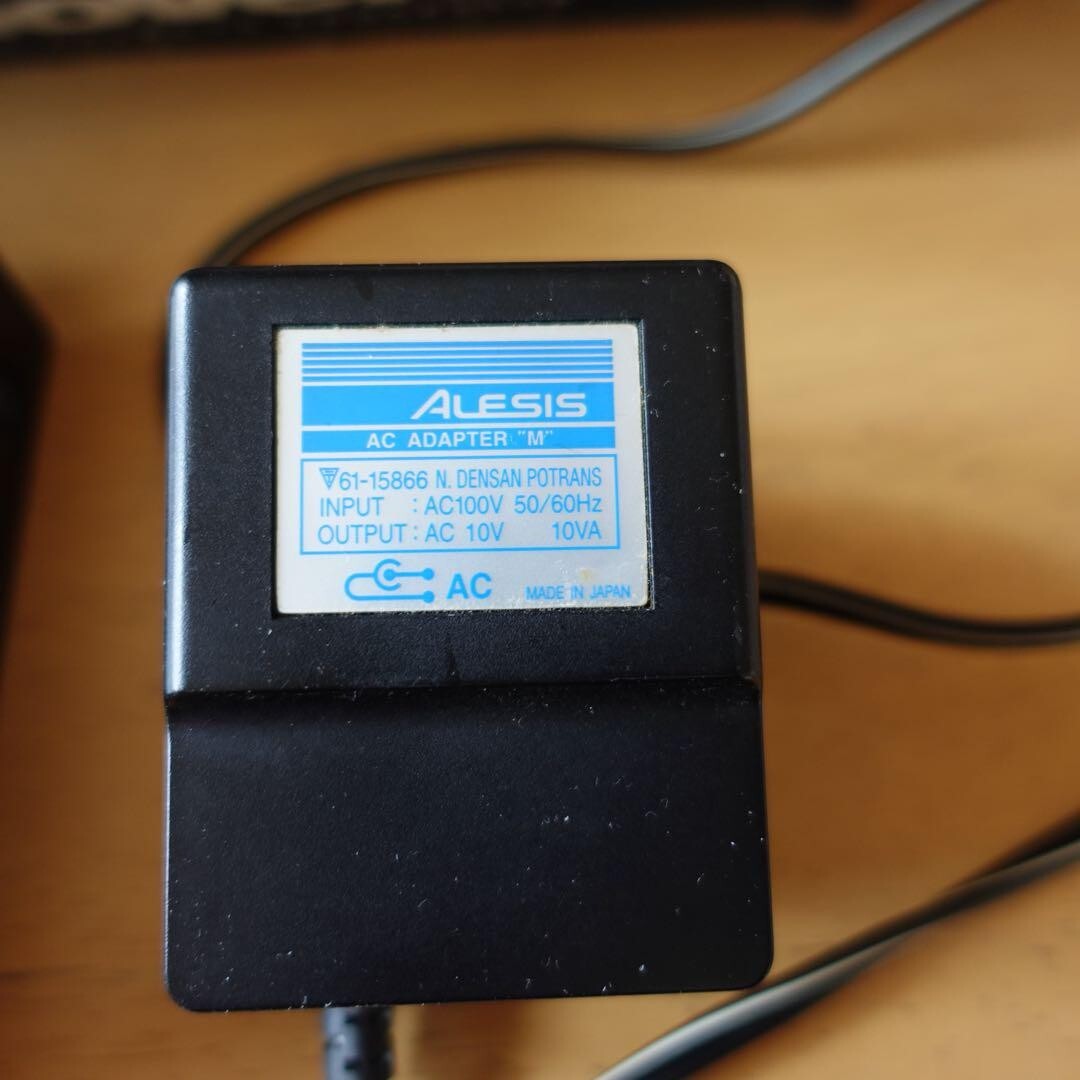 ALESIS
AC ADAPTER "M"
61-15866 N. DENSAN POTRANS
INPUT : AC100V 50/60Hz
OUTPUT : AC 10V 10VA
AC
MADE IN JAPAN